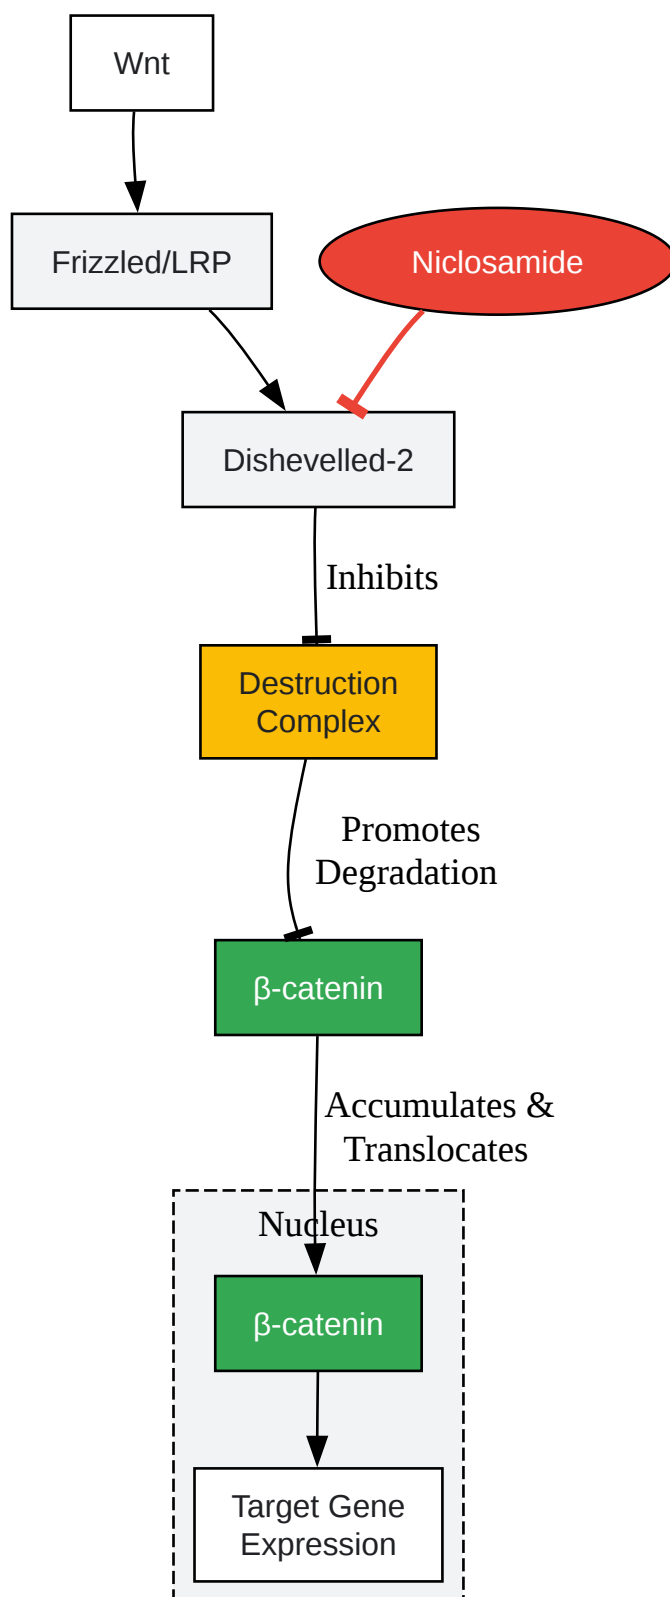 Wnt
Frizzled/LRP
Niclosamide
Dishevelled-2
Inhibits
Destruction
Complex
Promotes
Degradation
β-catenin
Accumulates &
Translocates
Nucleus
β-catenin
Target Gene
Expression